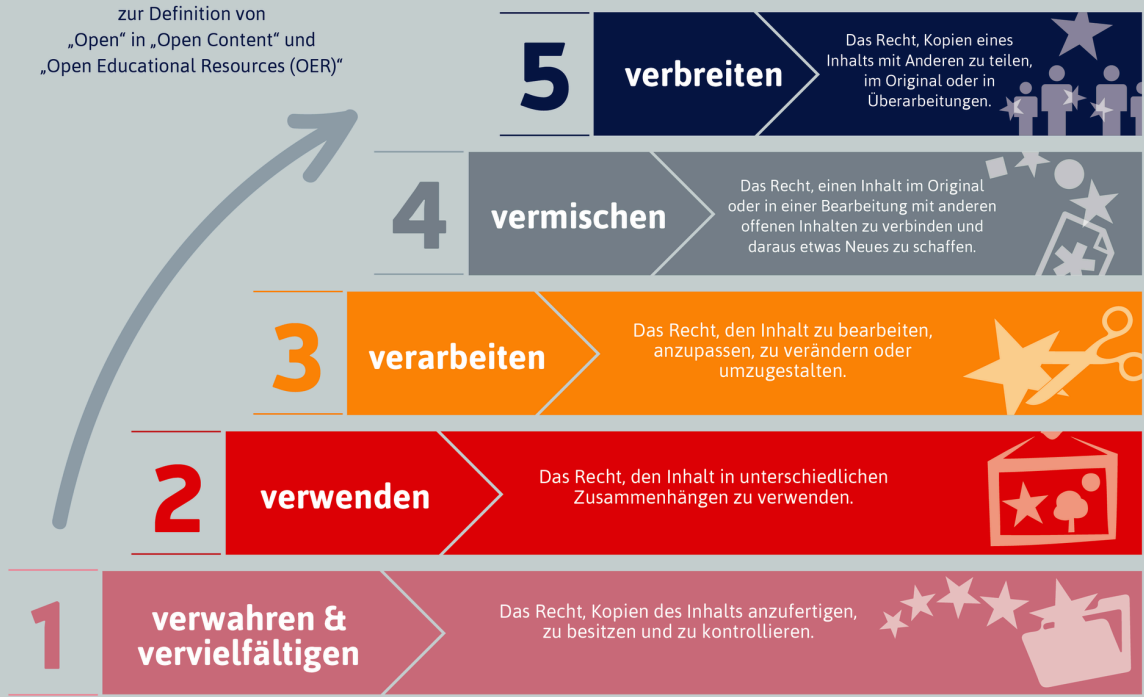 zur Definition von
„Open“ in „Open Content“ und
„Open Educational Resources (OER)“
5
verbreiten
Das Recht, Kopien eines
Inhalts mit Anderen zu teilen,
im Original oder in
Überarbeitungen.
4
vermischen
Das Recht, einen Inhalt im Original
oder in einer Bearbeitung mit anderen
offenen Inhalten zu verbinden und
daraus etwas Neues zu schaffen.
3
verarbeiten
Das Recht, den Inhalt zu bearbeiten,
anzupassen, zu verändern oder
umzugestalten.
2
verwenden
Das Recht, den Inhalt in unterschiedlichen
Zusammenhängen zu verwenden.
1
verwahren &
vervielfältigen
Das Recht, Kopien des Inhalts anzufertigen,
zu besitzen und zu kontrollieren.